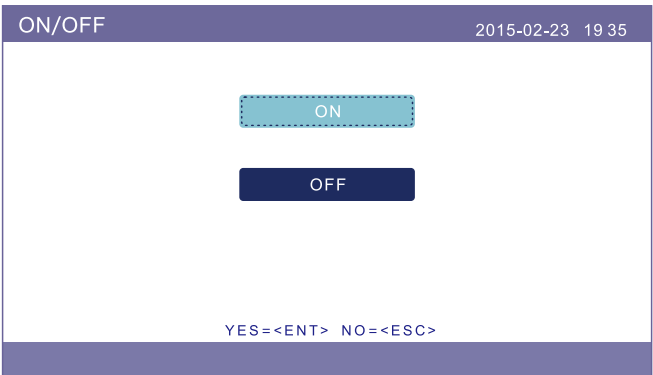 ON/OFF
2015-02-23 19 35
ON
OFF
YES=<ENT> NO=<ESC>